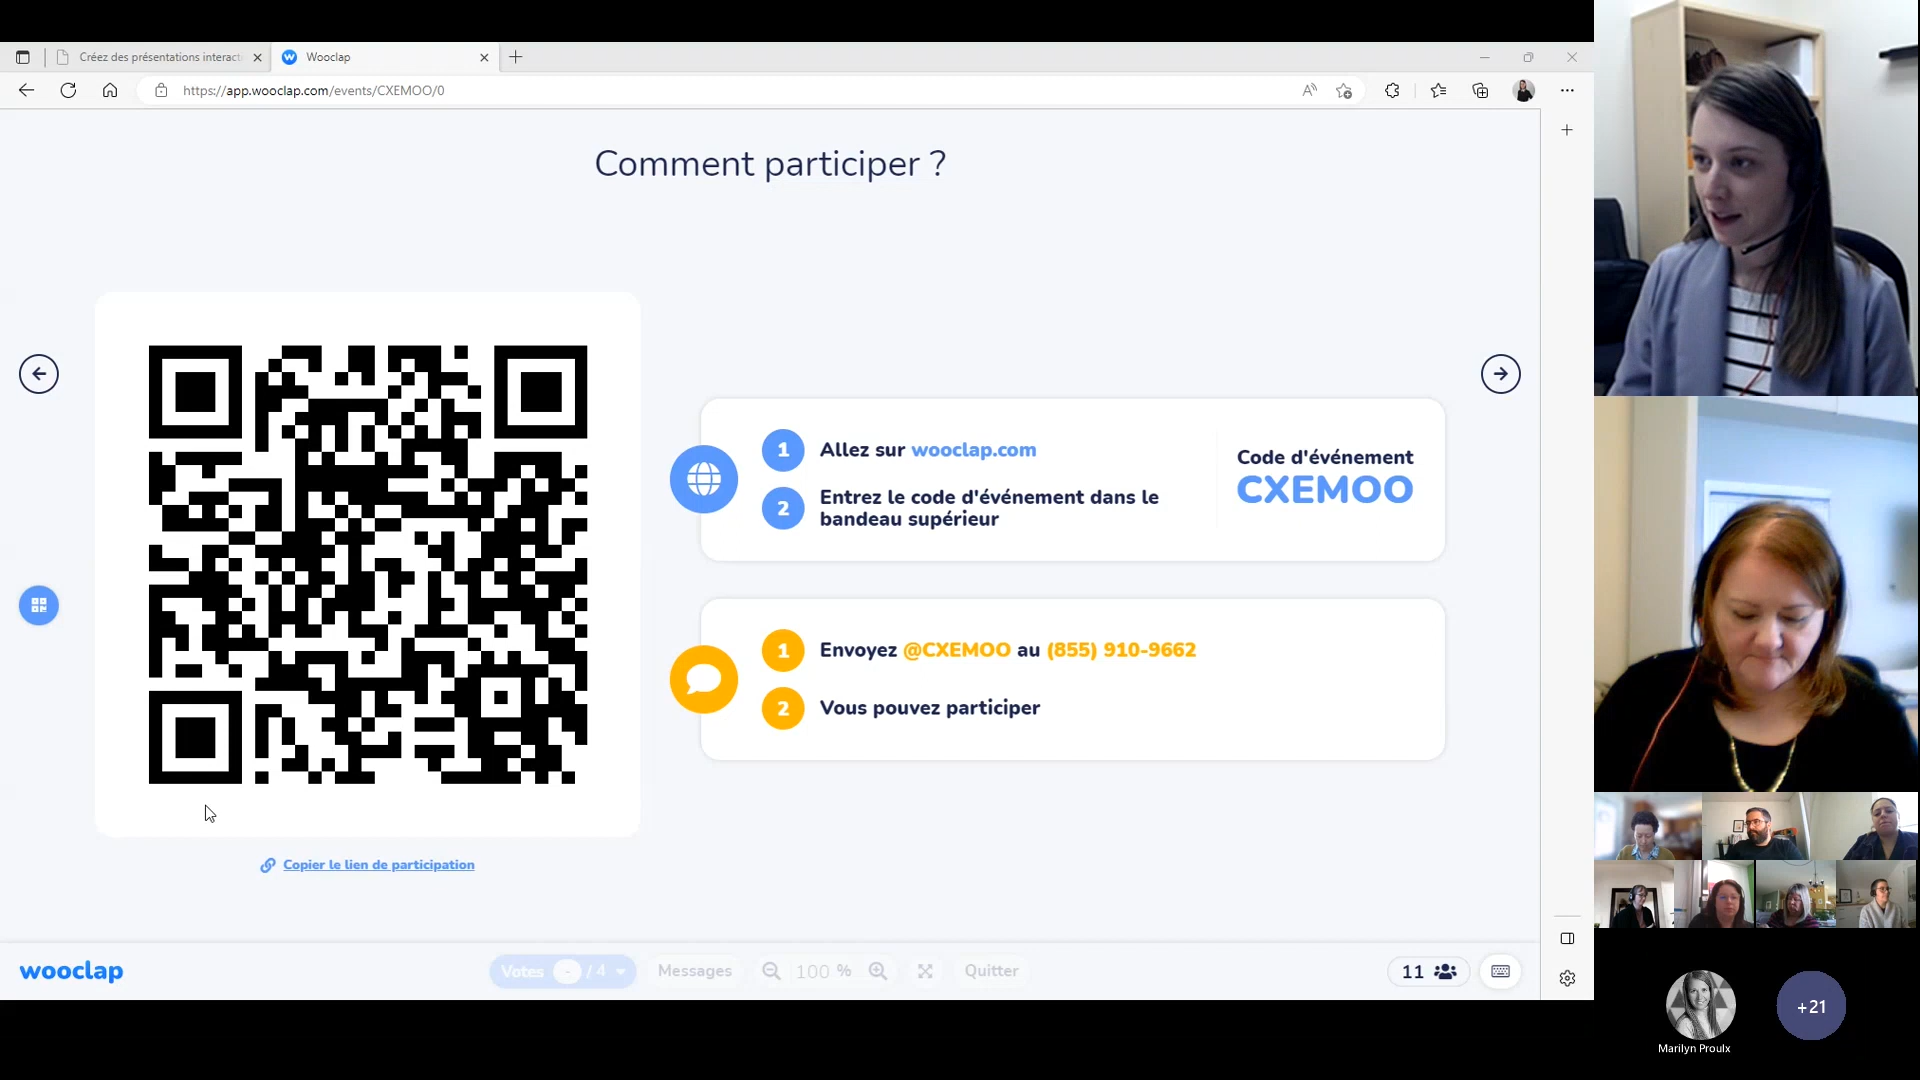 Créez des présentations interact
Wooclap
https://app.wooclap.com/events/CXEMOO/0
Comment participer ?
1 Allez sur wooclap.com
2 Entrez le code d'événement dans le
bandeau supérieur
Code d'événement
CXEMOO
1 Envoyez @CXEMOO au (855) 910-9662
2 Vous pouvez participer
Copier le lien de participation
wooclap
Votes - / 4
Messages
100 %
Quitter
11
+21
Marilyn Proulx